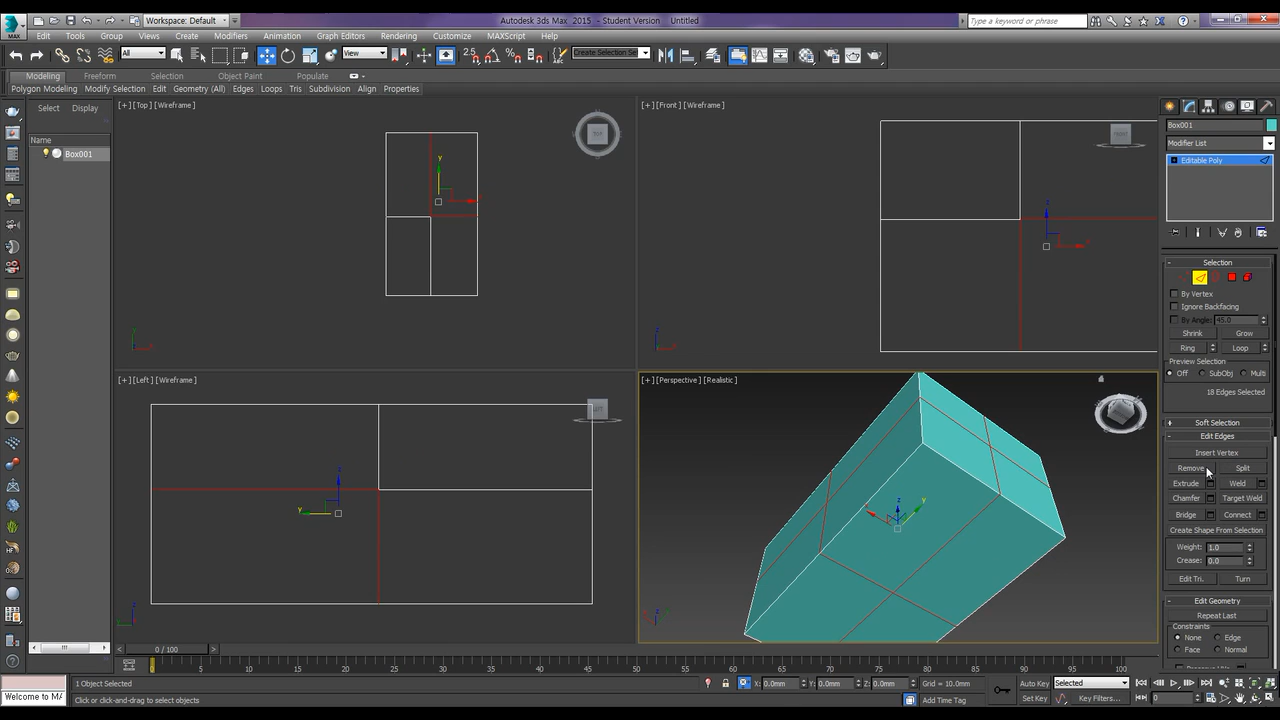 Workspace: Default
Autodesk 3ds Max 2015 - Student Version Untitled
Type a keyword or phrase
MAX
Edit Tools Group Views Create Modifiers Animation Graph Editors Rendering Customize MAXScript Help
All
View
2.5
Create Selection Se
Modeling Freeform Selection Object Paint Populate
Polygon Modeling Modify Selection Edit Geometry (All) Edges Loops Tris Subdivision Align Properties
Select Display
Name
Box001
[+] [Top] [Wireframe]
TOP
y
[+] [Front] [Wireframe]
z
[+] [Left] [Wireframe]
z
y
[+] [Perspective] [Realistic]
z
y
Box001
Modifier List
Editable Poly
- Selection
By Vertex
Ignore Backfacing
By Angle: 45.0
Shrink Grow
Ring Loop
Preview Selection
Off SubObj Multi
18 Edges Selected
+ Soft Selection
- Edit Edges
Insert Vertex
Remove Split
Extrude Weld
Chamfer Target Weld
Bridge Connect
Create Shape From Selection
Weight: 1.0
Crease: 0.0
Edit Tri. Turn
- Edit Geometry
Repeat Last
Constraints
None Edge
Face Normal
Preserve UVs
0 / 100
0 5 10 15 20 25 30 35 40 45 50 55 60 65 70 75 80 85 90 95 100
1 Object Selected
X: 0.0mm Y: 0.0mm Z: 0.0mm Grid = 10.0mm
Auto Key Selected
Welcome to MA
Click or click-and-drag to select objects
Add Time Tag
Set Key Key Filters...
0